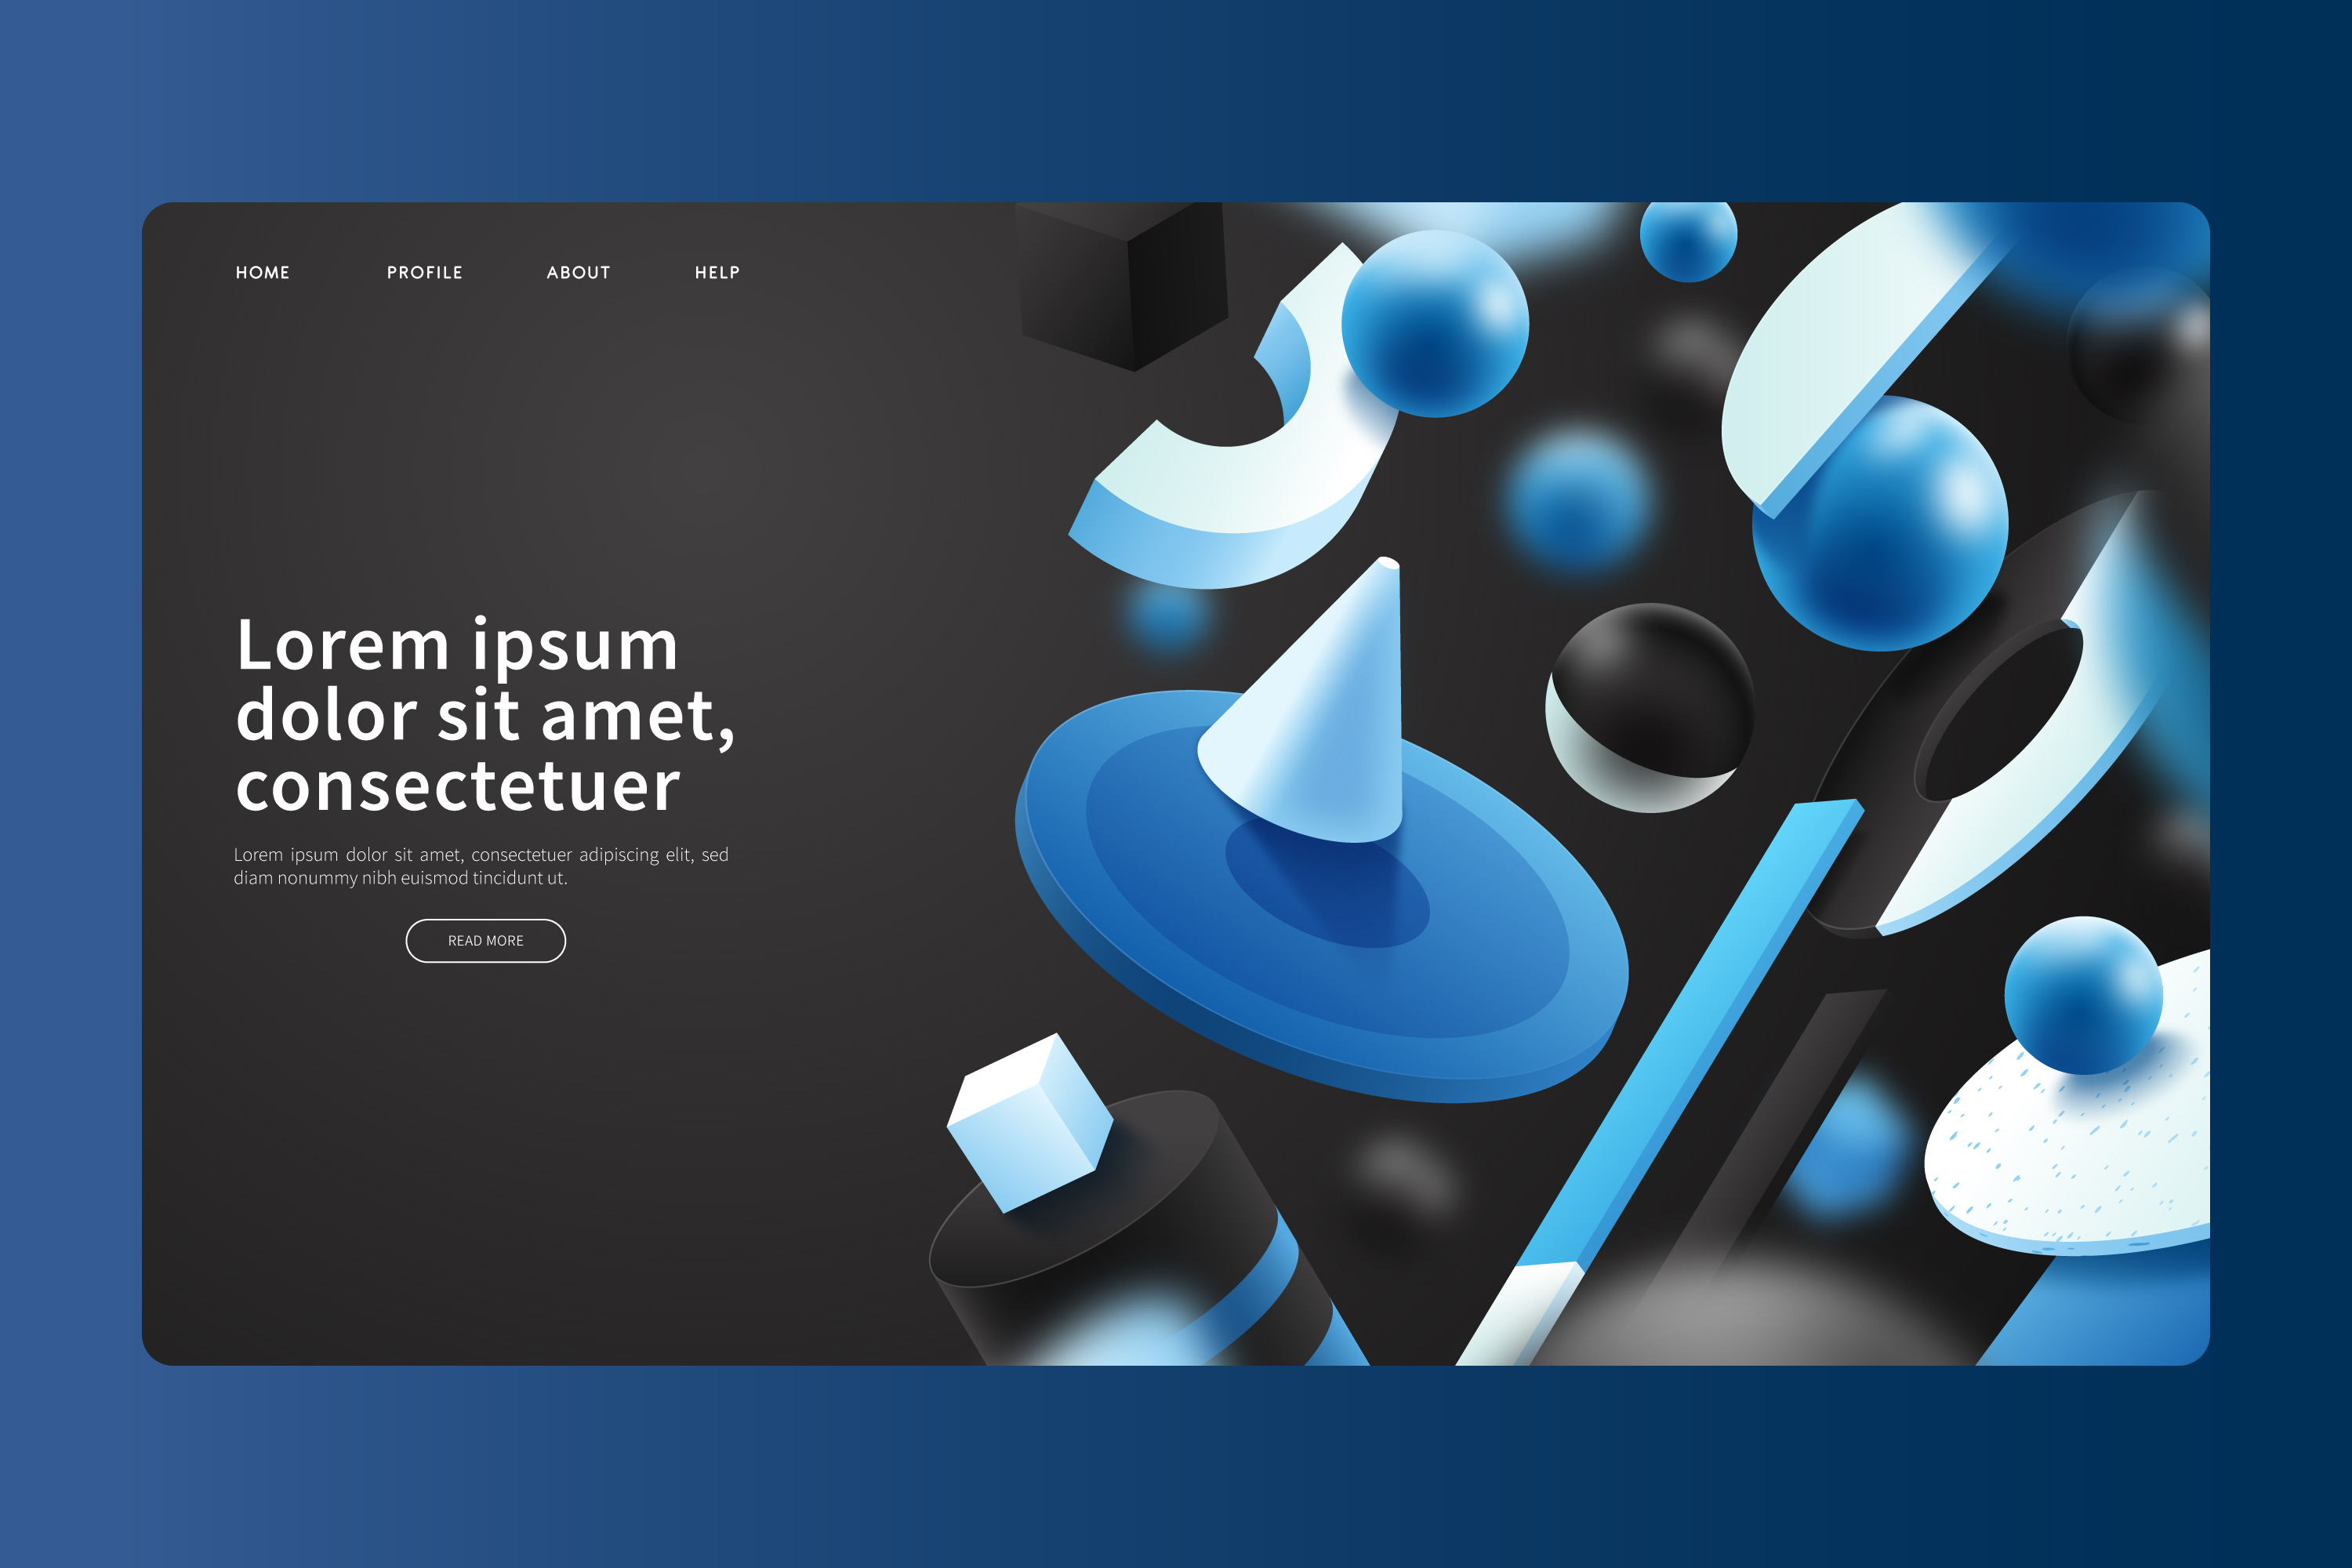 HOME PROFILE ABOUT HELP
Lorem ipsum
dolor sit amet,
consectetuer
Lorem ipsum dolor sit amet, consectetuer adipiscing elit, sed
diam nonummy nibh euismod tincidunt ut.
READ MORE